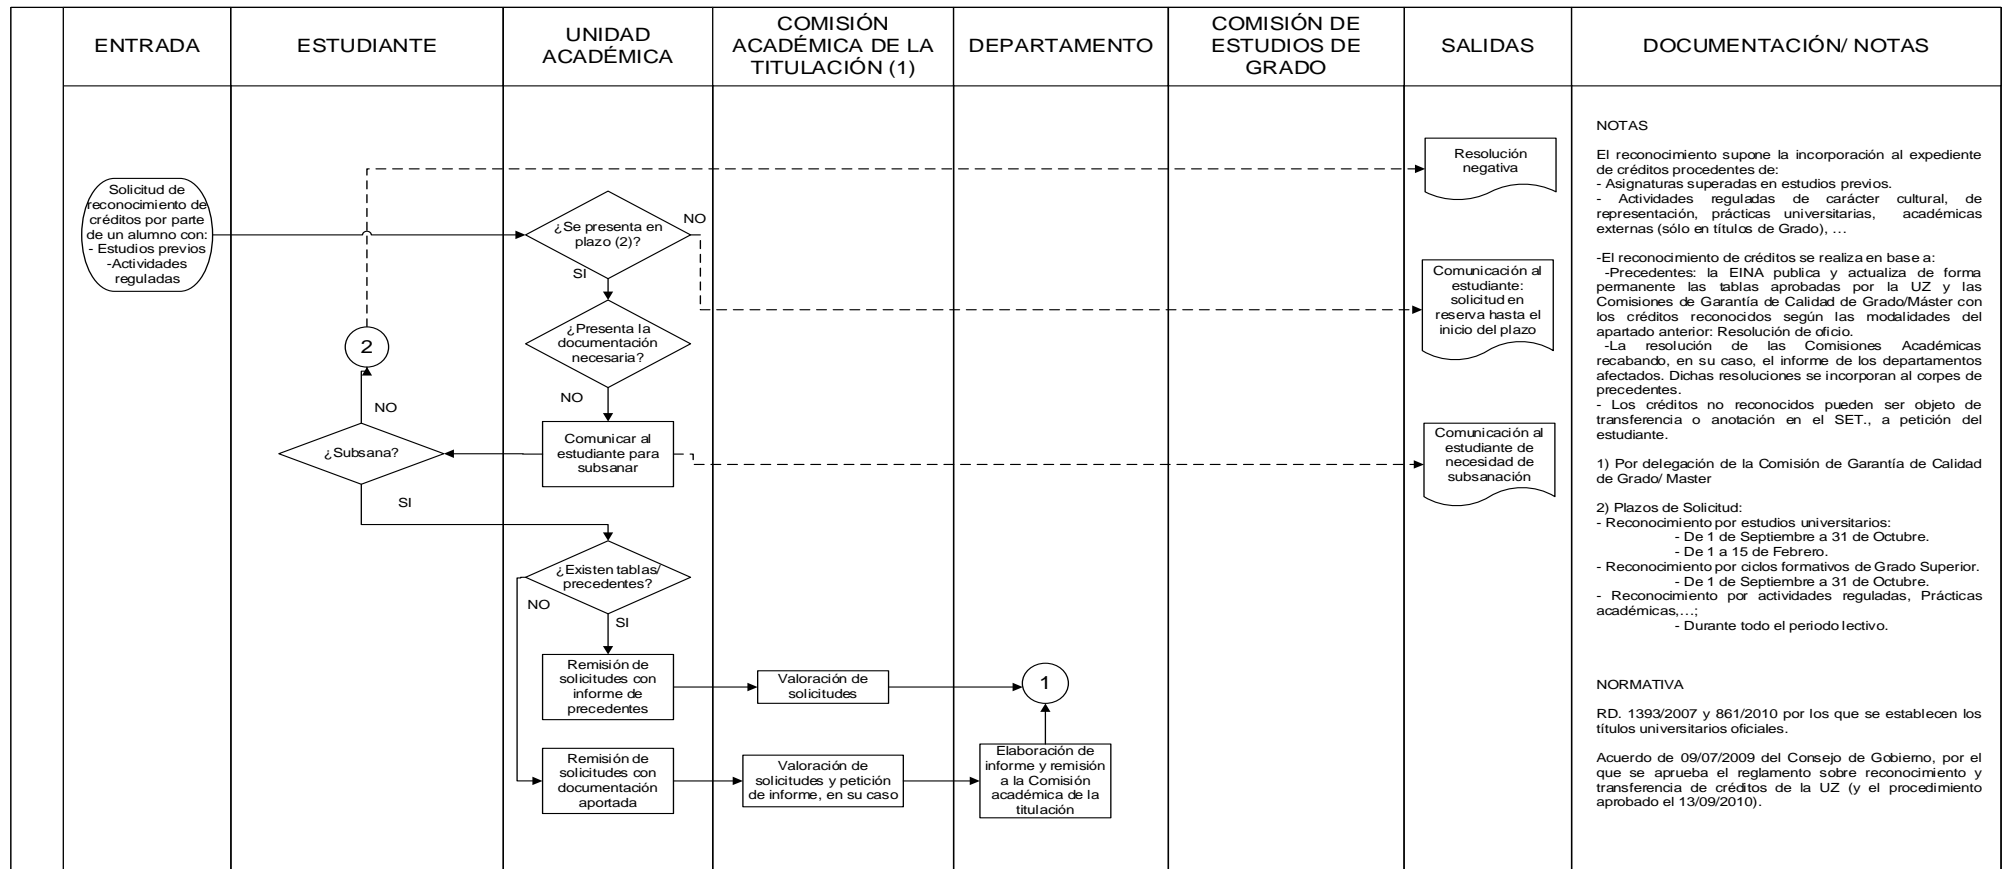 ENTRADA
ESTUDIANTE
UNIDAD
ACADÉMICA
COMISIÓN
ACADÉMICA DE LA
TITULACIÓN (1)
DEPARTAMENTO
COMISIÓN DE
ESTUDIOS DE
GRADO
SALIDAS
DOCUMENTACIÓN/ NOTAS
Solicitud de
reconocimiento de
créditos por parte
de un alumno con:
- Estudios previos
-Actividades
reguladas
¿Se presenta en
plazo (2)?
NO
SI
¿Presenta la
documentación
necesaria?
NO
Comunicar al
estudiante para
subsanar
2
NO
¿Subsana?
SI
¿Existen tablas/
precedentes?
NO
SI
Remisión de
solicitudes con
informe de
precedentes
Valoración de
solicitudes
1
Remisión de
solicitudes con
documentación
aportada
Valoración de
solicitudes y petición
de informe, en su caso
Elaboración de
informe y remisión
a la Comisión
académica de la
titulación
Resolución
negativa
Comunicación al
estudiante:
solicitud en
reserva hasta el
inicio del plazo
Comunicación al
estudiante de
necesidad de
subsanación
NOTAS
El reconocimiento supone la incorporación al expediente
de créditos procedentes de:
- Asignaturas superadas en estudios previos.
- Actividades reguladas de carácter cultural, de
representación, prácticas universitarias, académicas
externas (sólo en títulos de Grado), …
-El reconocimiento de créditos se realiza en base a:
-Precedentes: la EINA publica y actualiza de forma
permanente las tablas aprobadas por la UZ y las
Comisiones de Garantía de Calidad de Grado/Máster con
los créditos reconocidos según las modalidades del
apartado anterior: Resolución de oficio.
-La resolución de las Comisiones Académicas
recabando, en su caso, el informe de los departamentos
afectados. Dichas resoluciones se incorporan al corpes de
precedentes.
- Los créditos no reconocidos pueden ser objeto de
transferencia o anotación en el SET., a petición del
estudiante.
1) Por delegación de la Comisión de Garantía de Calidad
de Grado/ Master
2) Plazos de Solicitud:
- Reconocimiento por estudios universitarios:
- De 1 de Septiembre a 31 de Octubre.
- De 1 a 15 de Febrero.
- Reconocimiento por ciclos formativos de Grado Superior.
- De 1 de Septiembre a 31 de Octubre.
- Reconocimiento por actividades reguladas, Prácticas
académicas,…;
- Durante todo el periodo lectivo.
NORMATIVA
RD. 1393/2007 y 861/2010 por los que se establecen los
títulos universitarios oficiales.
Acuerdo de 09/07/2009 del Consejo de Gobierno, por el
que se aprueba el reglamento sobre reconocimiento y
transferencia de créditos de la UZ (y el procedimiento
aprobado el 13/09/2010).